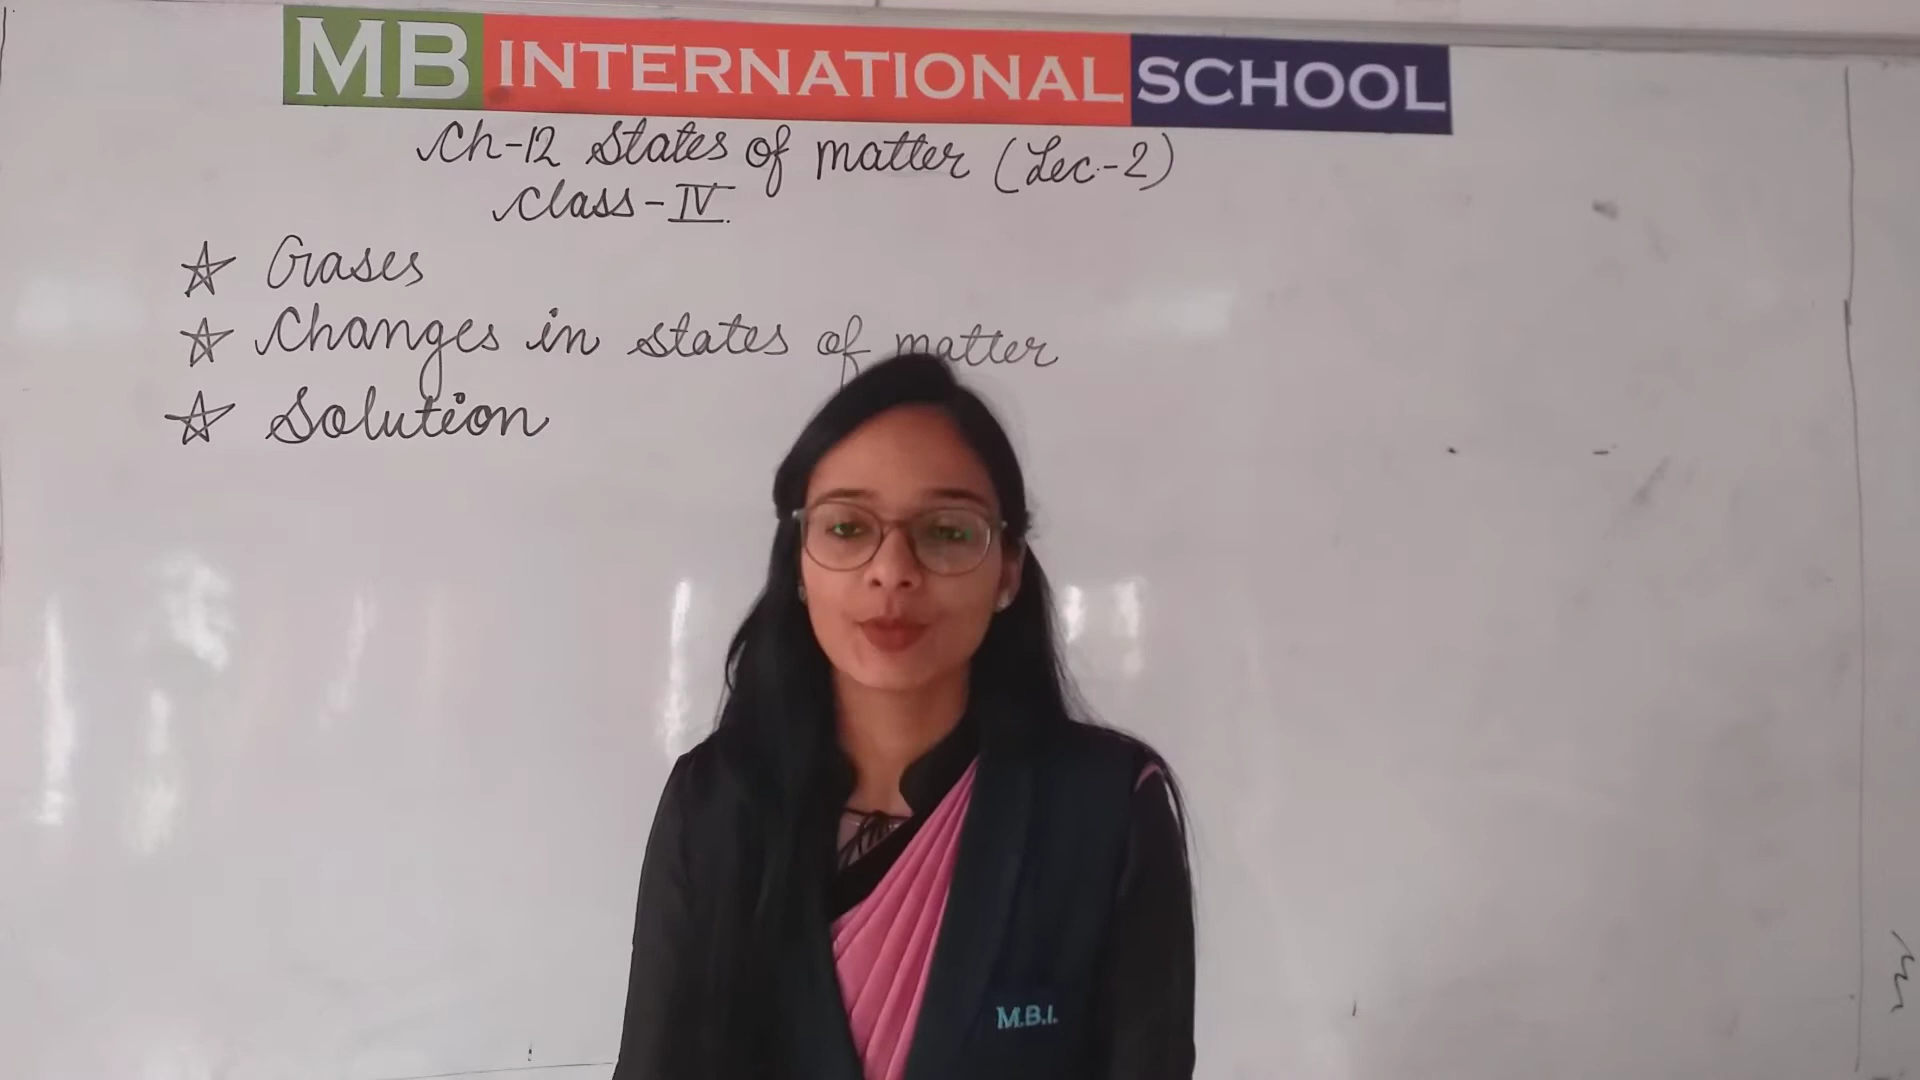 MB INTERNATIONAL SCHOOL
Ch-12 States of matter (Lec.-2)
Class-IV.
☆ Gases
☆ Changes in states of matter
☆ Solution
M.B.I.